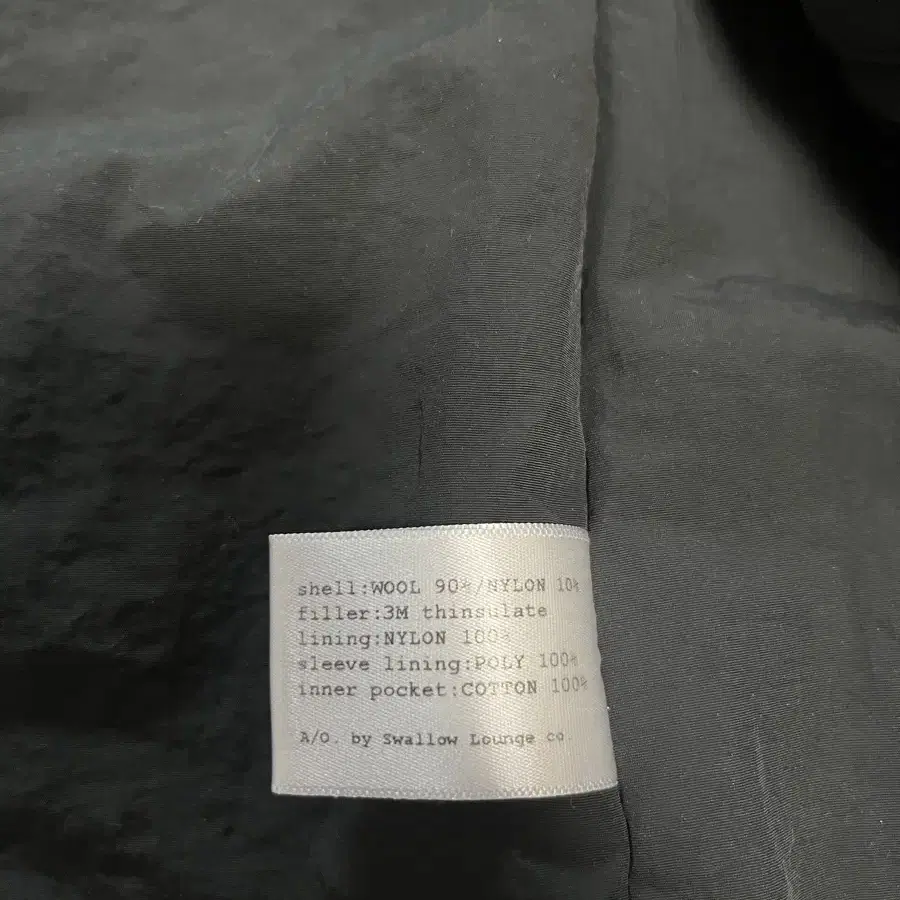 shell:WOOL 90%/NYLON 10%
filler:3M thinsulate
lining:NYLON 100%
sleeve lining:POLY 100%
inner pocket:COTTON 100%
A/O. by Swallow Lounge co.